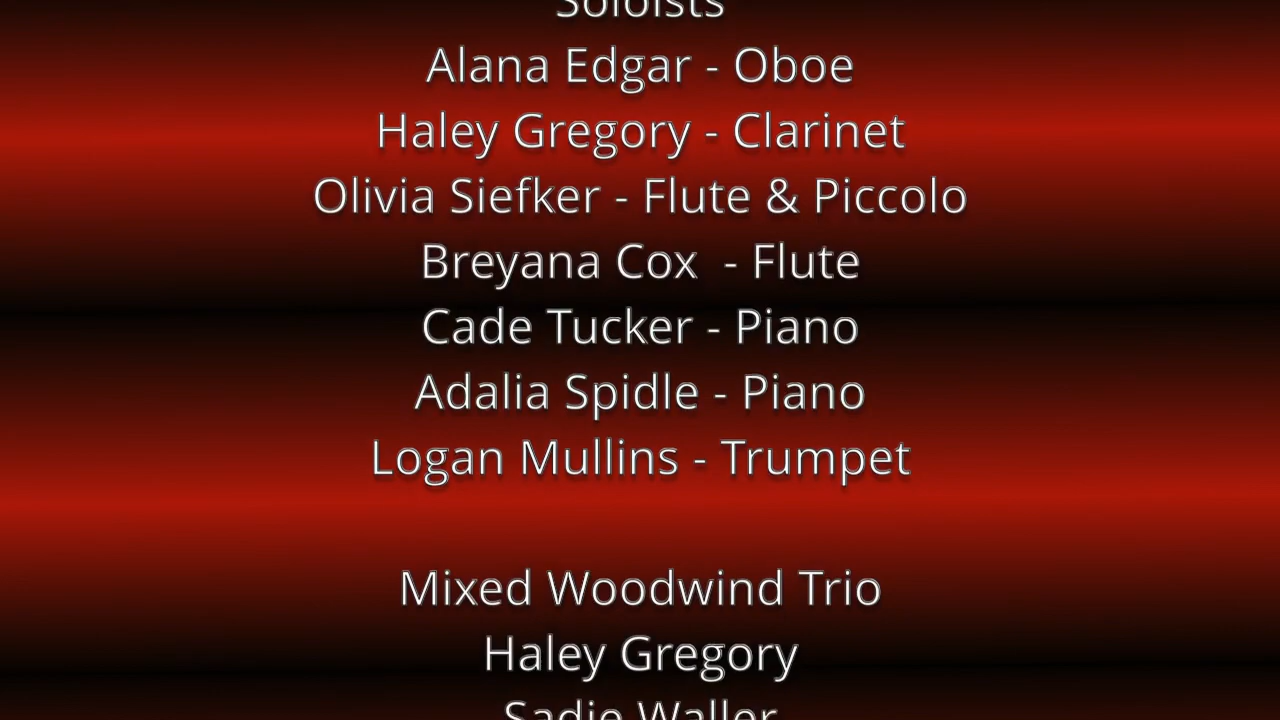 Soloists
Alana Edgar - Oboe
Haley Gregory - Clarinet
Olivia Siefker - Flute & Piccolo
Breyana Cox  - Flute
Cade Tucker - Piano
Adalia Spidle - Piano
Logan Mullins - Trumpet
Mixed Woodwind Trio
Haley Gregory
Sadie Waller